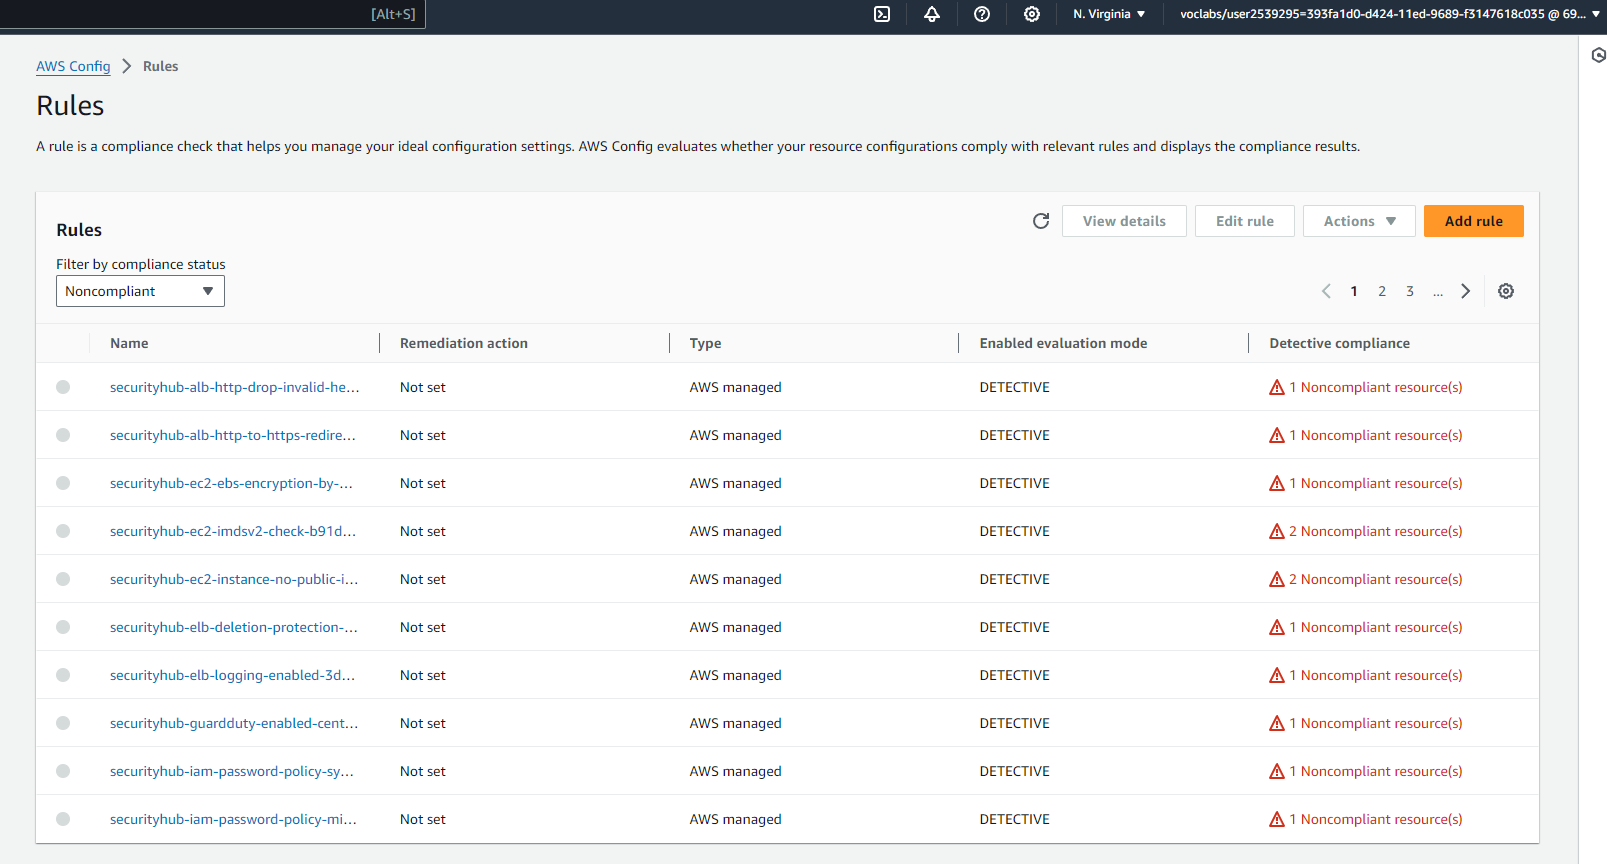 [Alt+S] N. Virginia voclabs/user2539295=393fa1d0-d424-11ed-9689-f3147618c035 @ 69...
AWS Config Rules
Rules
A rule is a compliance check that helps you manage your ideal configuration settings. AWS Config evaluates whether your resource configurations comply with relevant rules and displays the compliance results.
Rules View details Edit rule Actions Add rule
Filter by compliance status
Noncompliant 1 2 3 ...
Name Remediation action Type Enabled evaluation mode Detective compliance
securityhub-alb-http-drop-invalid-he... Not set AWS managed DETECTIVE 1 Noncompliant resource(s)
securityhub-alb-http-to-https-redire... Not set AWS managed DETECTIVE 1 Noncompliant resource(s)
securityhub-ec2-ebs-encryption-by-... Not set AWS managed DETECTIVE 1 Noncompliant resource(s)
securityhub-ec2-imdsv2-check-b91d... Not set AWS managed DETECTIVE 2 Noncompliant resource(s)
securityhub-ec2-instance-no-public-i... Not set AWS managed DETECTIVE 2 Noncompliant resource(s)
securityhub-elb-deletion-protection-... Not set AWS managed DETECTIVE 1 Noncompliant resource(s)
securityhub-elb-logging-enabled-3d... Not set AWS managed DETECTIVE 1 Noncompliant resource(s)
securityhub-guardduty-enabled-cent... Not set AWS managed DETECTIVE 1 Noncompliant resource(s)
securityhub-iam-password-policy-sy... Not set AWS managed DETECTIVE 1 Noncompliant resource(s)
securityhub-iam-password-policy-mi... Not set AWS managed DETECTIVE 1 Noncompliant resource(s)